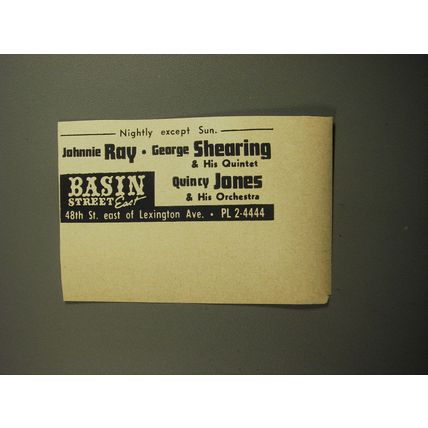 Nightly except Sun.
Johnnie Ray • George Shearing
& His Quintet
BASIN STREET East
Quincy Jones
& His Orchestra
48th St. east of Lexington Ave. • PL 2-4444